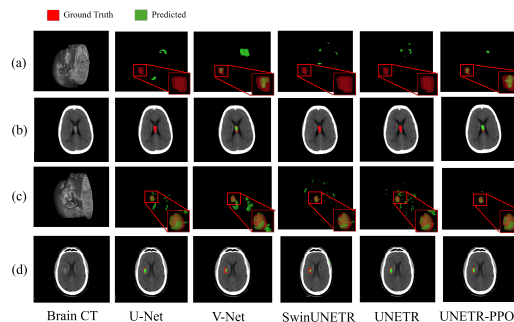 Ground Truth Predicted
(a)
(b)
(c)
(d)
Brain CT U-Net V-Net SwinUNETR UNETR UNETR-PPO